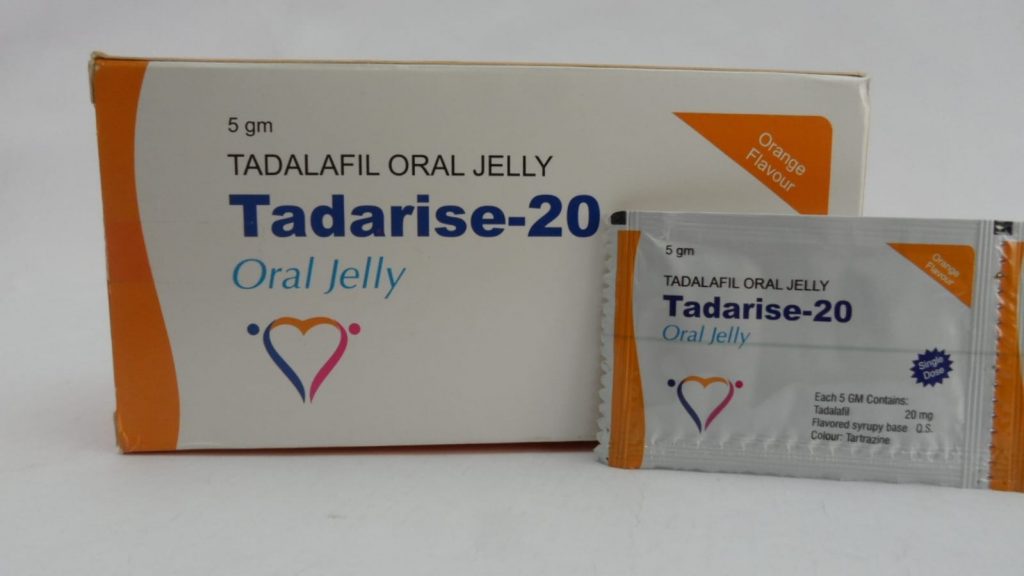 5 gm
TADALAFIL ORAL JELLY
Tadarise-20
Oral Jelly
Orange
Flavour
5 gm
TADALAFIL ORAL JELLY
Tadarise-20
Oral Jelly
Orange
Flavour
Single
Dose
Each 5 GM Contains:
Tadalafil 20 mg
Flavored syrupy base Q.S.
Colour: Tartrazine